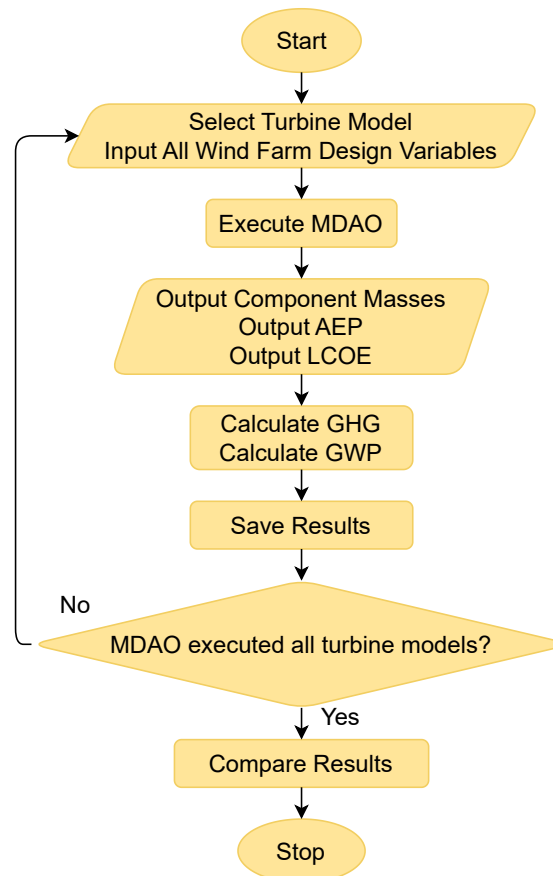 Start
Select Turbine Model
Input All Wind Farm Design Variables
Execute MDAO
Output Component Masses
Output AEP
Output LCOE
Calculate GHG
Calculate GWP
Save Results
No
MDAO executed all turbine models?
Yes
Compare Results
Stop